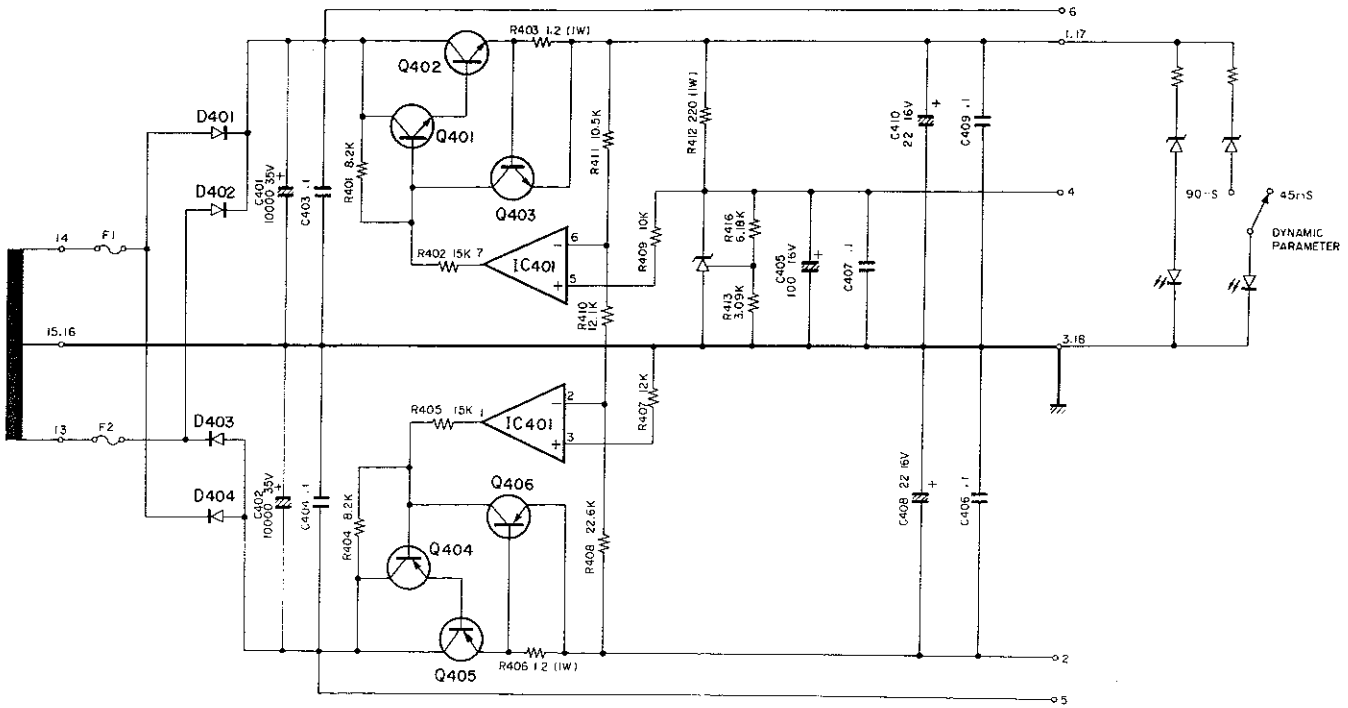 6
R403 1.2 (1W)
1.17
Q402
D401
Q401
R401 8.2K
C401 10000 35V +
C403 .1
D402
Q403
R411 10.5K
R412 220 (1W)
C410 22 16V +
C409 .1
4
90mS
45mS
DYNAMIC PARAMETER
R409 10K
R416 6.18K
R413 3.09K
C405 100 16V +
C407 .1
14
F1
R402 15K 7
IC401
6
-
5
+
R410 12.1K
15.16
3.18
R405 15K 1
IC401
2
-
3
+
R407 12K
13
F2
D403
D404
C402 10000 35V +
C404 .1
R404 8.2K
Q406
Q404
R408 22.6K
C408 22 16V +
C406 .1
Q405
R406 1.2 (1W)
2
5